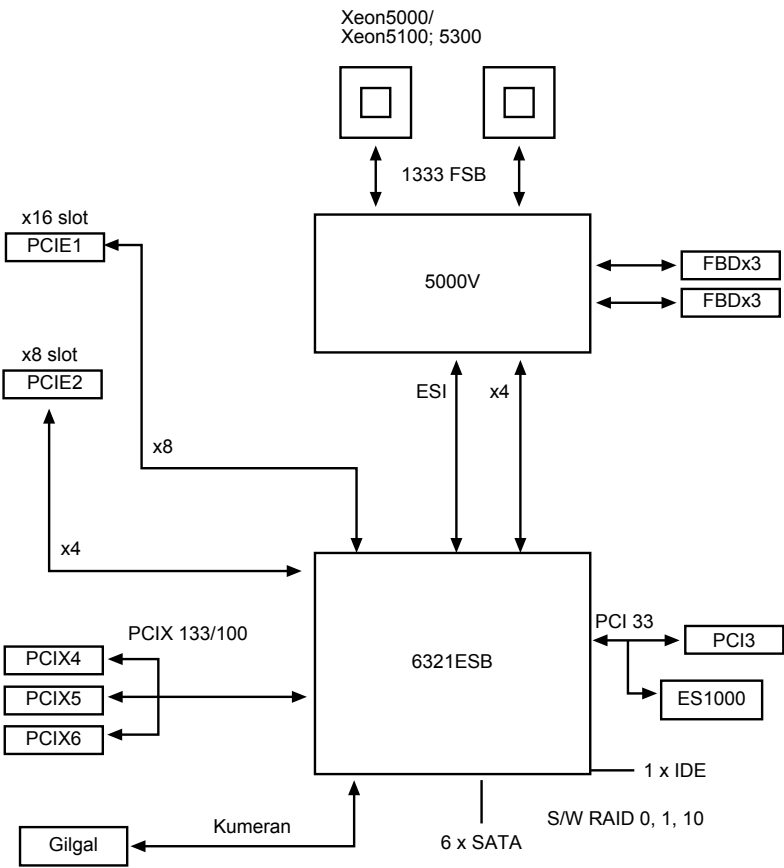 Xeon5000/
Xeon5100; 5300
1333 FSB
x16 slot
PCIE1
5000V
FBDx3
FBDx3
x8 slot
PCIE2
ESI
x4
x8
x4
PCIX 133/100
PCI 33
PCIX4
6321ESB
PCI3
PCIX5
ES1000
PCIX6
1 x IDE
S/W RAID 0, 1, 10
Kumeran
6 x SATA
Gilgal